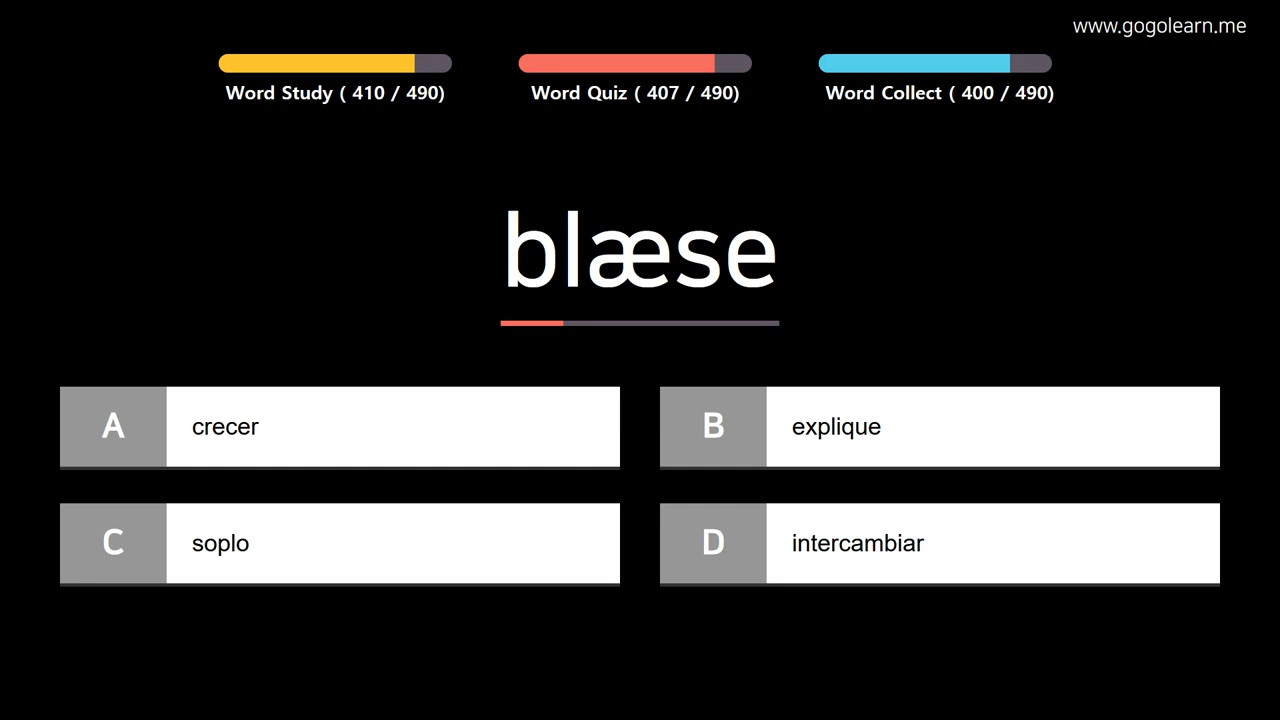 www.gogolearn.me
Word Study ( 410 / 490)
Word Quiz ( 407 / 490)
Word Collect ( 400 / 490)
blæse
A crecer
B explique
C soplo
D intercambiar